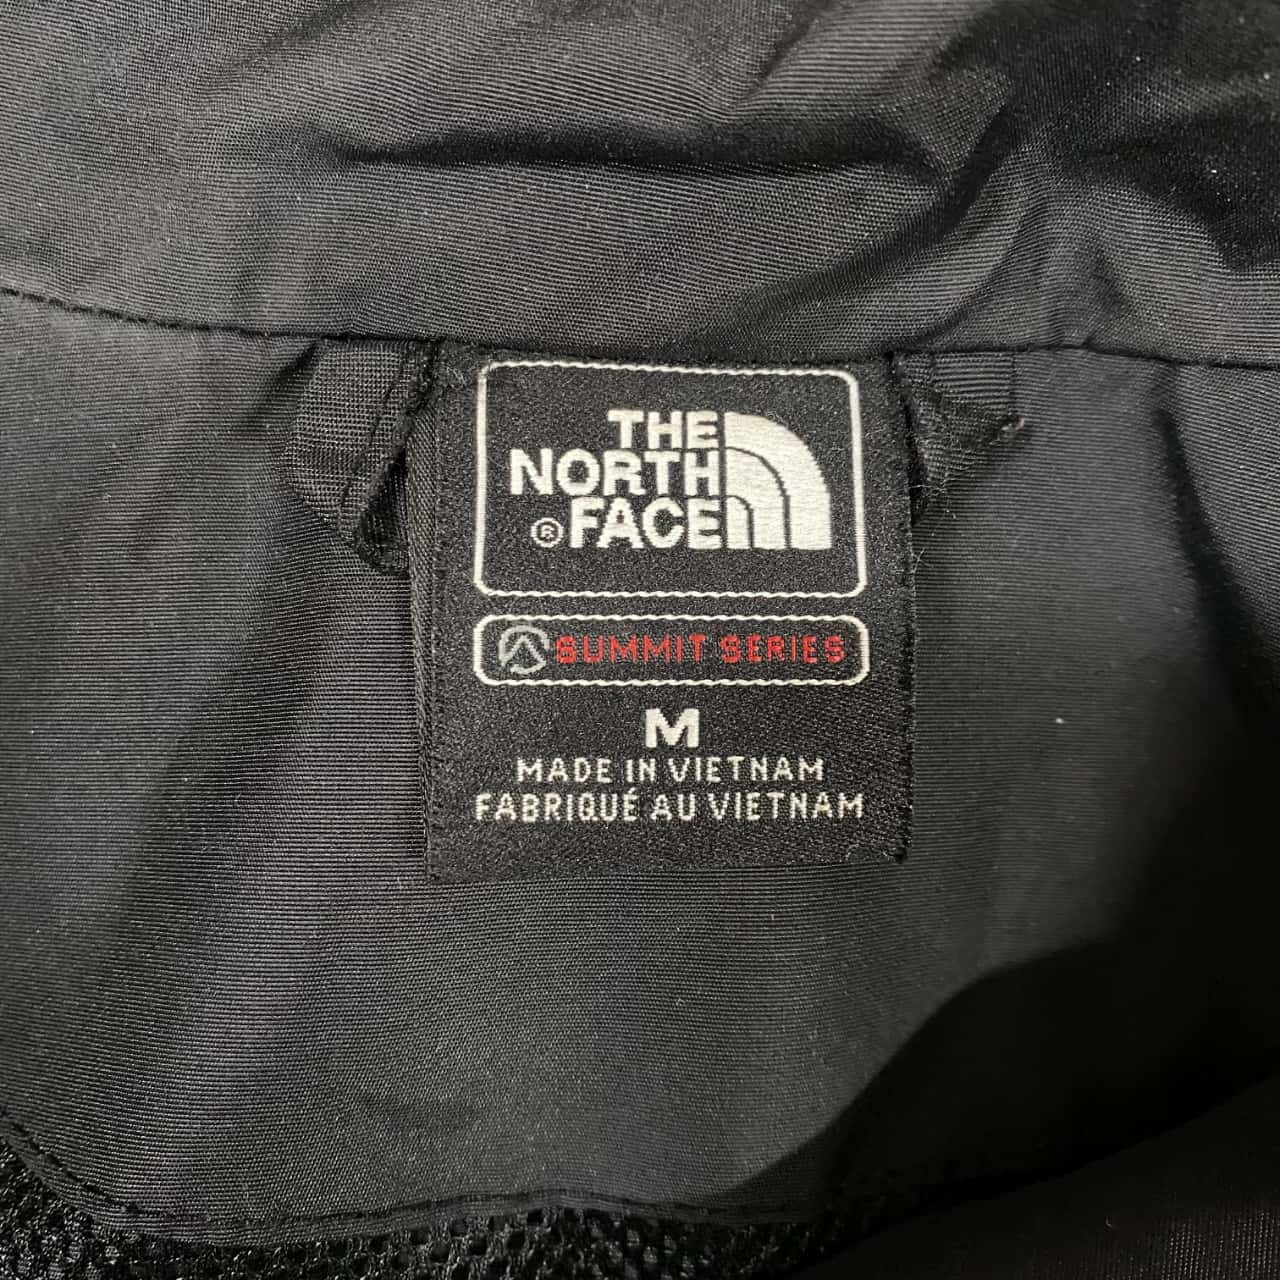 THE
NORTH
® FACE
SUMMIT SERIES
M
MADE IN VIETNAM
FABRIQUÉ AU VIETNAM